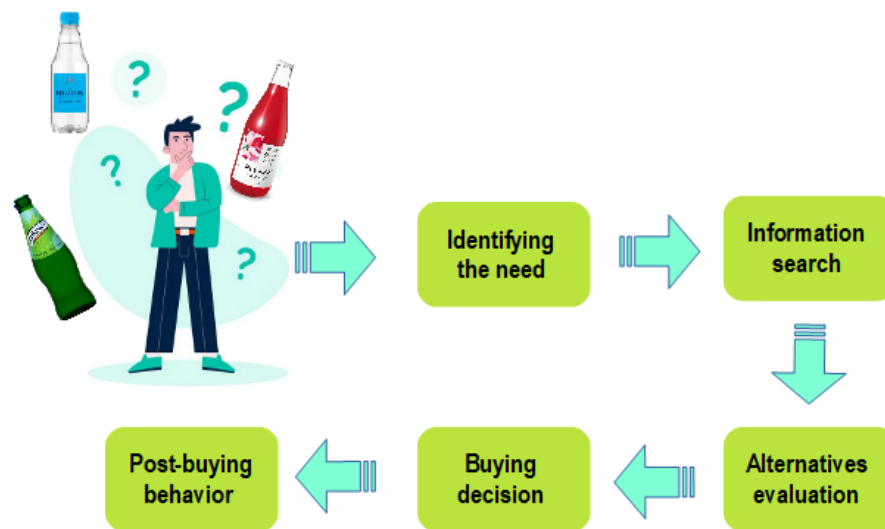 ?
?
?
?
Identifying
the need
Information
search
Alternatives
evaluation
Buying
decision
Post-buying
behavior